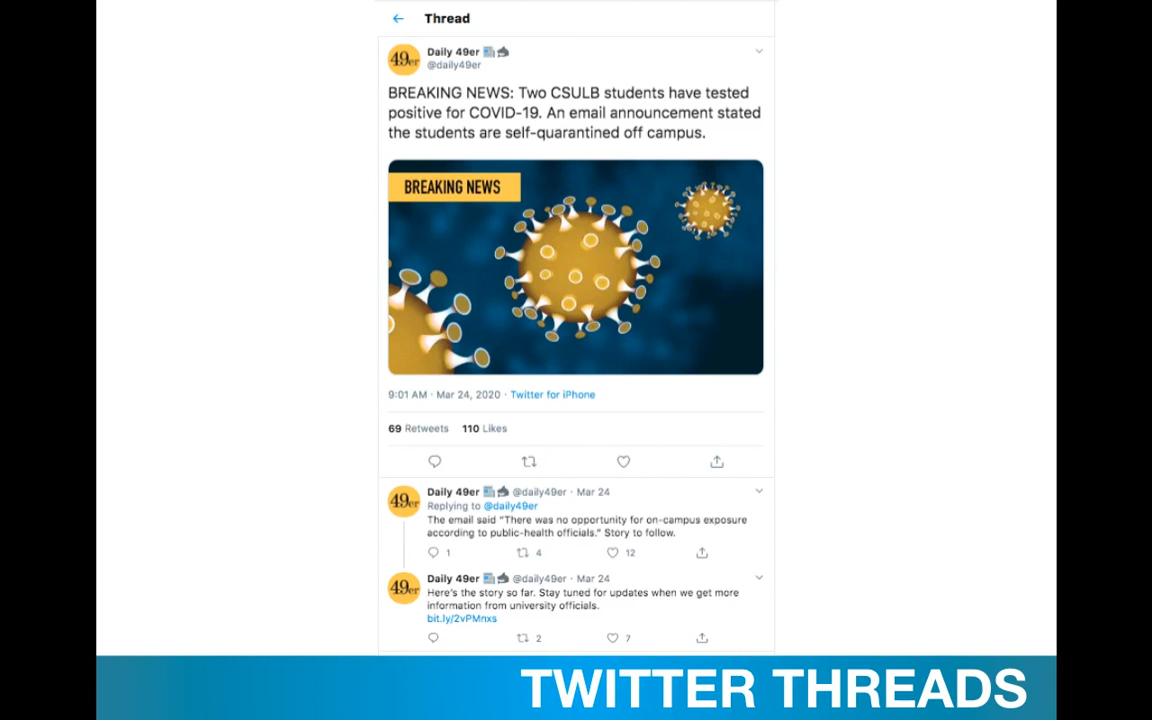 Thread
49er
Daily 49er
@daily49er
BREAKING NEWS: Two CSULB students have tested
positive for COVID-19. An email announcement stated
the students are self-quarantined off campus.
BREAKING NEWS
9:01 AM · Mar 24, 2020 · Twitter for iPhone
69 Retweets 110 Likes
49er
Daily 49er @daily49er · Mar 24
Replying to @daily49er
The email said "There was no opportunity for on-campus exposure
according to public-health officials." Story to follow.
1 4 12
49er
Daily 49er @daily49er · Mar 24
Here's the story so far. Stay tuned for updates when we get more
information from university officials.
bit.ly/2vPMnxs
2 7
TWITTER THREADS